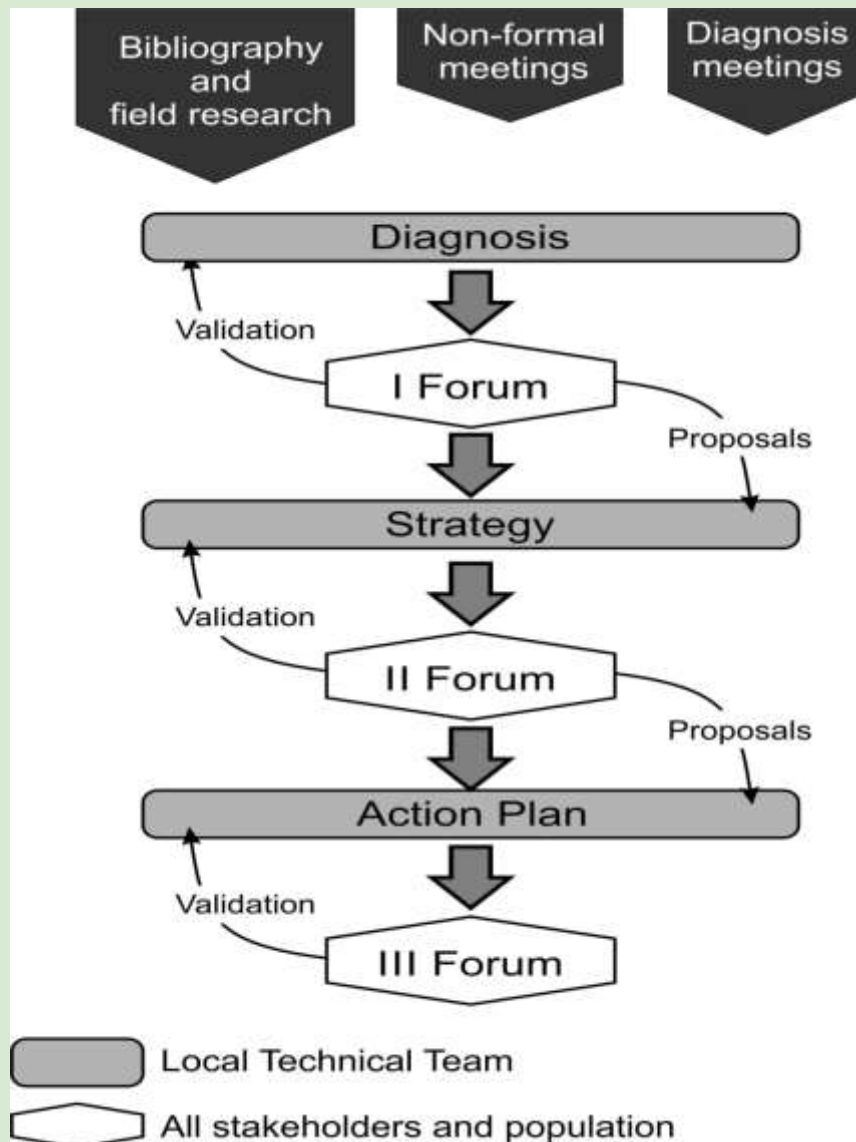 Bibliography
and
field research
Non-formal
meetings
Diagnosis
meetings
Diagnosis
Validation
I Forum
Proposals
Strategy
Validation
II Forum
Proposals
Action Plan
Validation
III Forum
Local Technical Team
All stakeholders and population